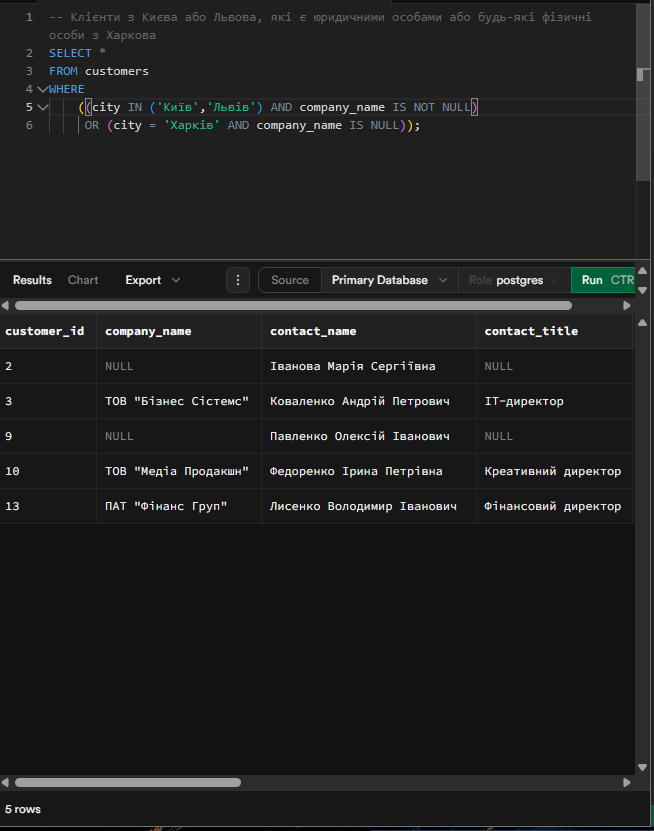 1 -- Клієнти з Києва або Львова, які є юридичними особами або будь-які фізичні
особи з Харкова
2 SELECT *
3 FROM customers
4 WHERE
5 ((city IN ('Київ','Львів') AND company_name IS NOT NULL)
6 OR (city = 'Харків' AND company_name IS NULL));
Results Chart Export Source Primary Database Role postgres Run CTR
customer_id company_name contact_name contact_title
2 NULL Іванова Марія Сергіївна NULL
3 ТОВ "Бізнес Сістемс" Коваленко Андрій Петрович ІТ-директор
9 NULL Павленко Олексій Іванович NULL
10 ТОВ "Медіа Продакшн" Федоренко Ірина Петрівна Креативний директор
13 ПАТ "Фінанс Груп" Лисенко Володимир Іванович Фінансовий директор
5 rows